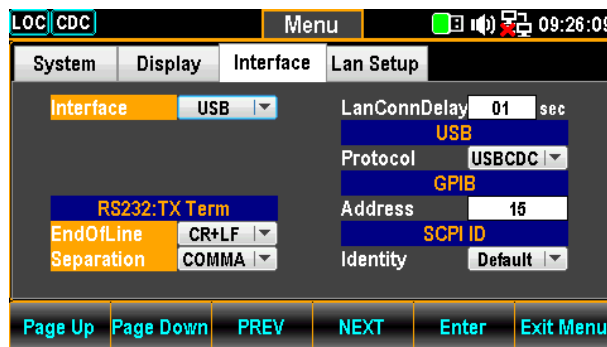 LOC CDC Menu 09:26:09
System Display Interface Lan Setup
Interface USB LanConnDelay 01 sec
USB
Protocol USBCDC
GPIB
RS232:TX Term Address 15
EndOfLine CR+LF SCPI ID
Separation COMMA Identity Default
Page Up Page Down PREV NEXT Enter Exit Menu